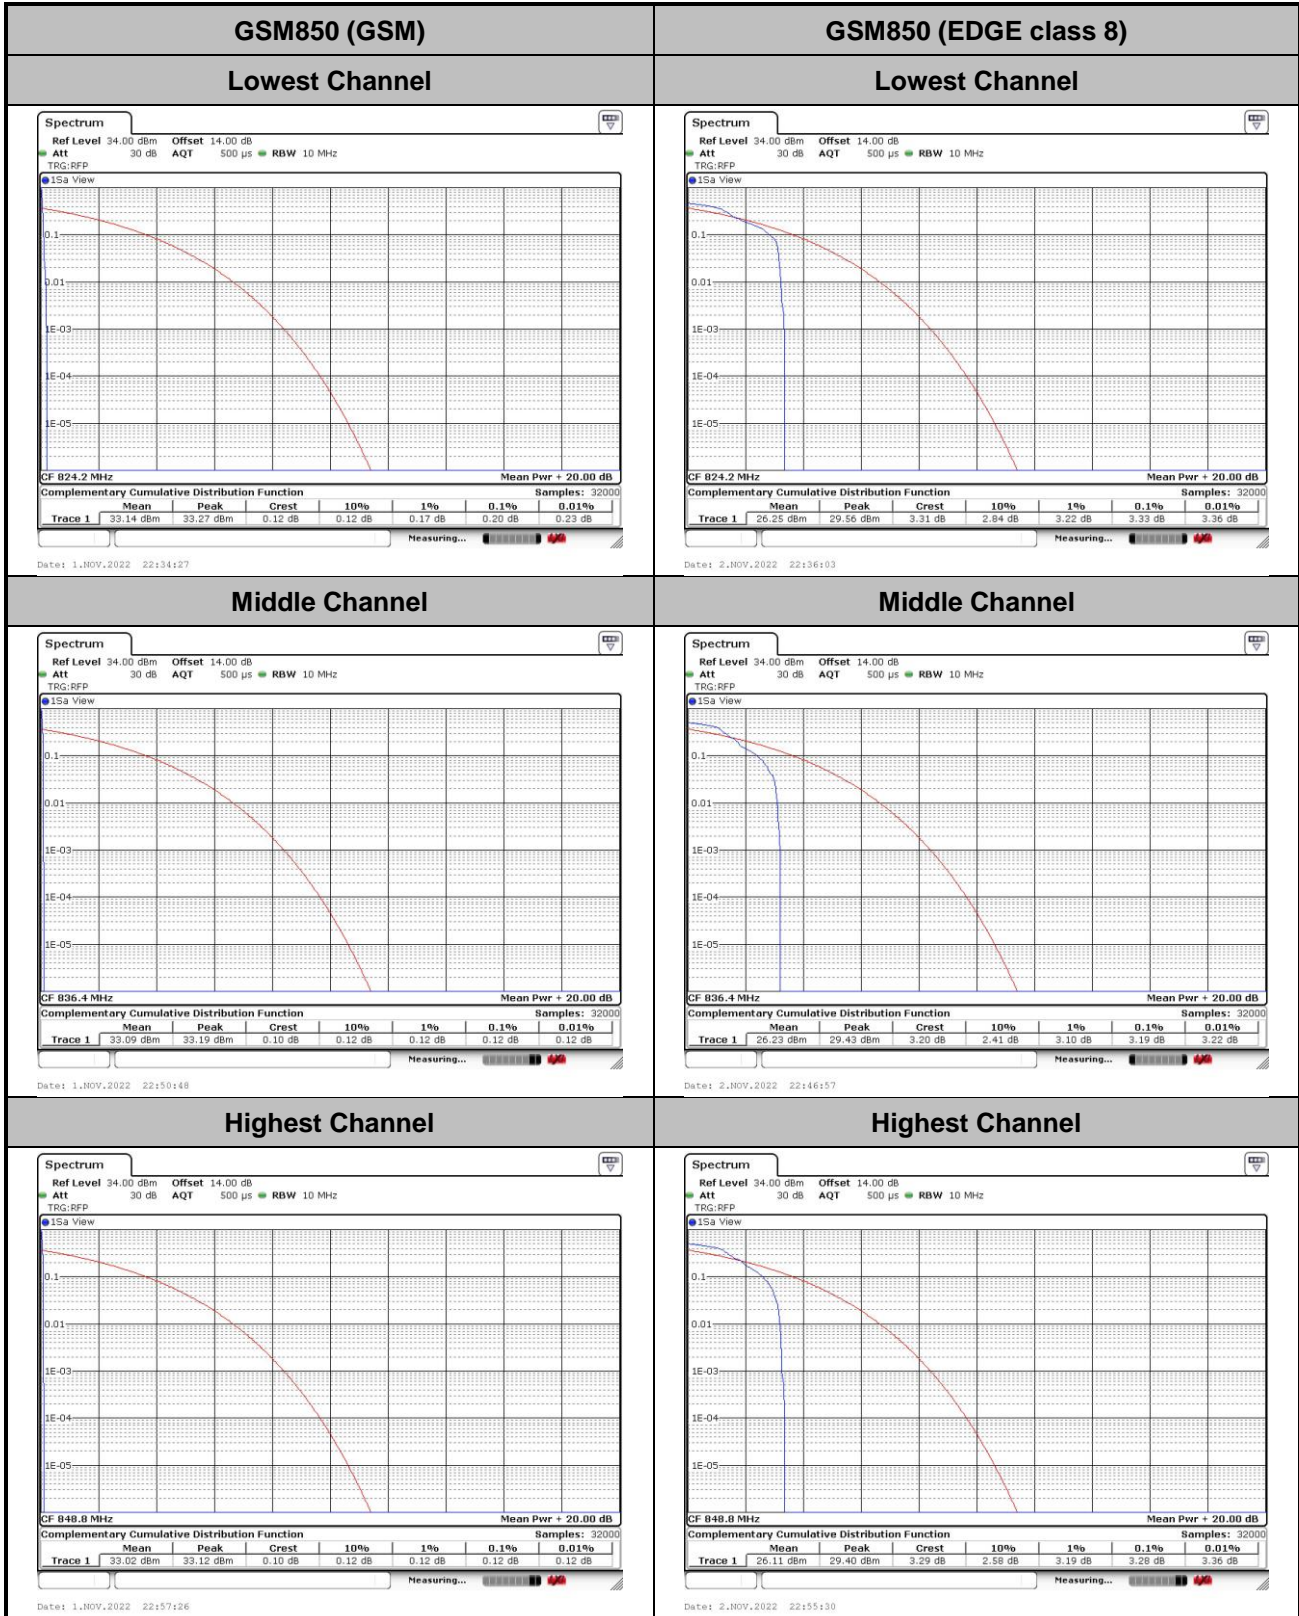 GSM850 (GSM)
GSM850 (EDGE class 8)
Lowest Channel
Lowest Channel
Spectrum
Ref Level 34.00 dBm Offset 14.00 dB
Att 30 dB AQT 500 µs RBW 10 MHz
TRG:RFP
1Sa View
0.1
0.01
1E-03
1E-04
1E-05
CF 824.2 MHz Mean Pwr + 20.00 dB
Complementary Cumulative Distribution Function Samples: 32000
Mean Peak Crest 10% 1% 0.1% 0.01%
Trace 1 33.14 dBm 33.27 dBm 0.12 dB 0.12 dB 0.17 dB 0.20 dB 0.23 dB
Measuring...
Date: 1.NOV.2022 22:34:27
Spectrum
Ref Level 34.00 dBm Offset 14.00 dB
Att 30 dB AQT 500 µs RBW 10 MHz
TRG:RFP
1Sa View
0.1
0.01
1E-03
1E-04
1E-05
CF 824.2 MHz Mean Pwr + 20.00 dB
Complementary Cumulative Distribution Function Samples: 32000
Mean Peak Crest 10% 1% 0.1% 0.01%
Trace 1 26.25 dBm 29.56 dBm 3.31 dB 2.84 dB 3.22 dB 3.33 dB 3.36 dB
Measuring...
Date: 2.NOV.2022 22:36:03
Middle Channel
Middle Channel
Spectrum
Ref Level 34.00 dBm Offset 14.00 dB
Att 30 dB AQT 500 µs RBW 10 MHz
TRG:RFP
1Sa View
0.1
0.01
1E-03
1E-04
1E-05
CF 836.4 MHz Mean Pwr + 20.00 dB
Complementary Cumulative Distribution Function Samples: 32000
Mean Peak Crest 10% 1% 0.1% 0.01%
Trace 1 33.09 dBm 33.19 dBm 0.10 dB 0.12 dB 0.12 dB 0.12 dB 0.12 dB
Measuring...
Date: 1.NOV.2022 22:50:48
Spectrum
Ref Level 34.00 dBm Offset 14.00 dB
Att 30 dB AQT 500 µs RBW 10 MHz
TRG:RFP
1Sa View
0.1
0.01
1E-03
1E-04
1E-05
CF 836.4 MHz Mean Pwr + 20.00 dB
Complementary Cumulative Distribution Function Samples: 32000
Mean Peak Crest 10% 1% 0.1% 0.01%
Trace 1 26.23 dBm 29.43 dBm 3.20 dB 2.41 dB 3.10 dB 3.19 dB 3.22 dB
Measuring...
Date: 2.NOV.2022 22:46:57
Highest Channel
Highest Channel
Spectrum
Ref Level 34.00 dBm Offset 14.00 dB
Att 30 dB AQT 500 µs RBW 10 MHz
TRG:RFP
1Sa View
0.1
0.01
1E-03
1E-04
1E-05
CF 848.8 MHz Mean Pwr + 20.00 dB
Complementary Cumulative Distribution Function Samples: 32000
Mean Peak Crest 10% 1% 0.1% 0.01%
Trace 1 33.02 dBm 33.12 dBm 0.10 dB 0.12 dB 0.12 dB 0.12 dB 0.12 dB
Measuring...
Date: 1.NOV.2022 22:57:26
Spectrum
Ref Level 34.00 dBm Offset 14.00 dB
Att 30 dB AQT 500 µs RBW 10 MHz
TRG:RFP
1Sa View
0.1
0.01
1E-03
1E-04
1E-05
CF 848.8 MHz Mean Pwr + 20.00 dB
Complementary Cumulative Distribution Function Samples: 32000
Mean Peak Crest 10% 1% 0.1% 0.01%
Trace 1 26.11 dBm 29.40 dBm 3.29 dB 2.58 dB 3.19 dB 3.28 dB 3.36 dB
Measuring...
Date: 2.NOV.2022 22:55:30